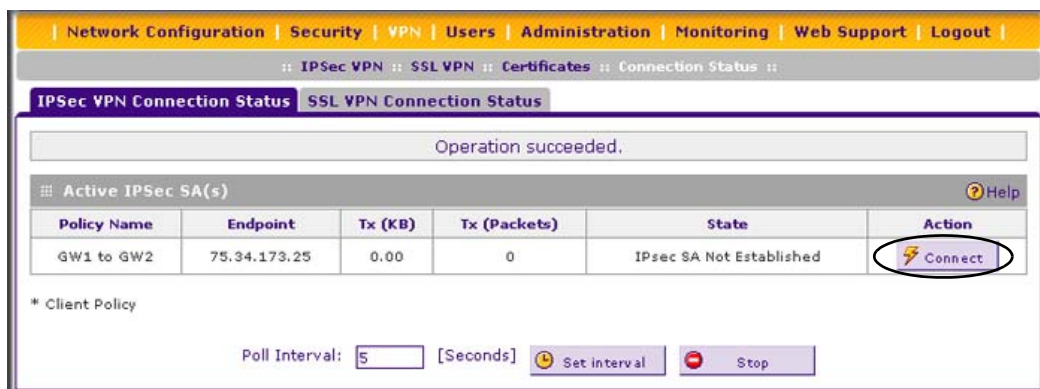 | Network Configuration | Security | VPN | Users | Administration | Monitoring | Web Support | Logout |
:: IPSec VPN :: SSL VPN :: Certificates :: Connection Status ::
IPSec VPN Connection Status SSL VPN Connection Status
Operation succeeded.
Active IPSec SA(s) ? Help
Policy Name Endpoint Tx (KB) Tx (Packets) State Action
GW1 to GW2 75.34.173.25 0.00 0 IPsec SA Not Established Connect
* Client Policy
Poll Interval: 5 [Seconds] Set interval Stop